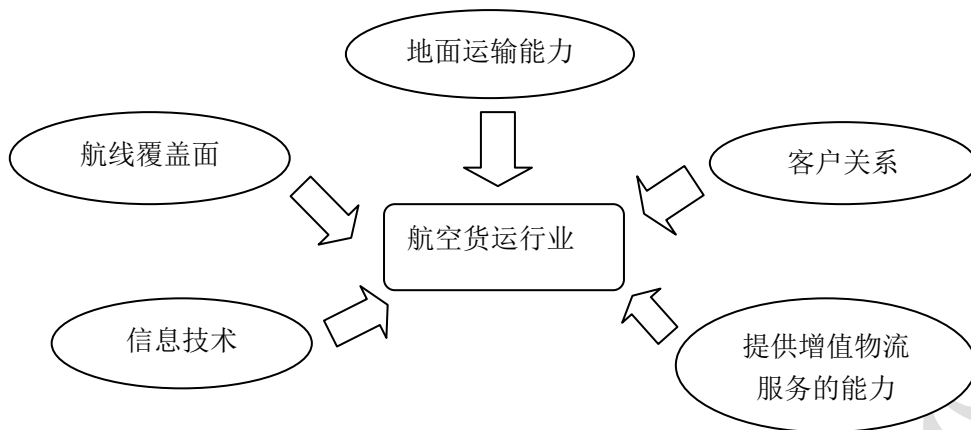 地面运输能力
航线覆盖面
客户关系
航空货运行业
信息技术
提供增值物流
服务的能力